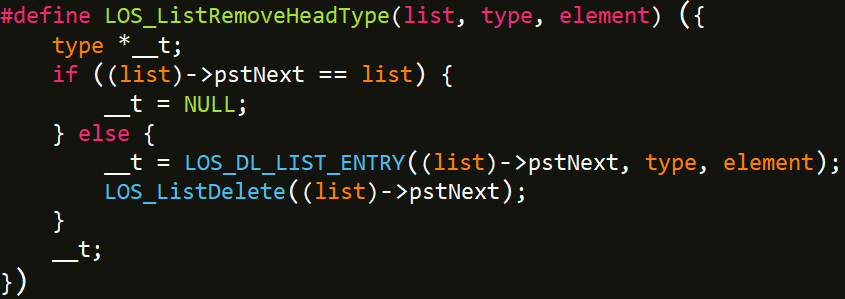 #define LOS_ListRemoveHeadType(list, type, element) ({
    type *__t;
    if ((list)->pstNext == list) {
        __t = NULL;
    } else {
        __t = LOS_DL_LIST_ENTRY((list)->pstNext, type, element);
        LOS_ListDelete((list)->pstNext);
    }
    __t;
})